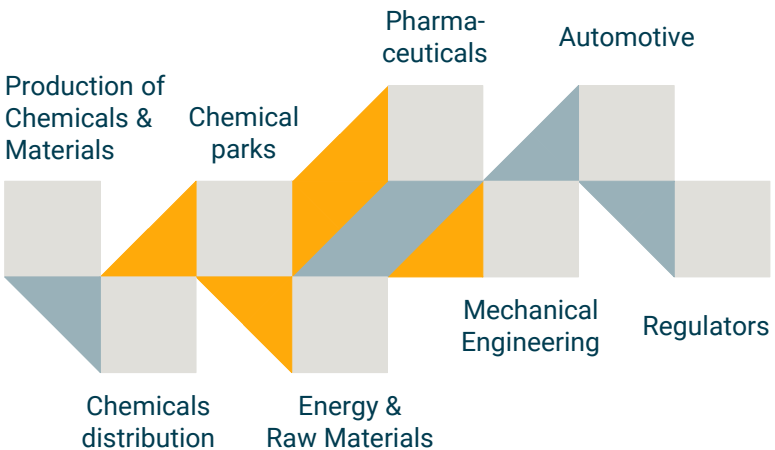 Pharma-
ceuticals
Automotive
Production of
Chemicals &
Materials
Chemical
parks
Mechanical
Engineering
Regulators
Chemicals
distribution
Energy &
Raw Materials